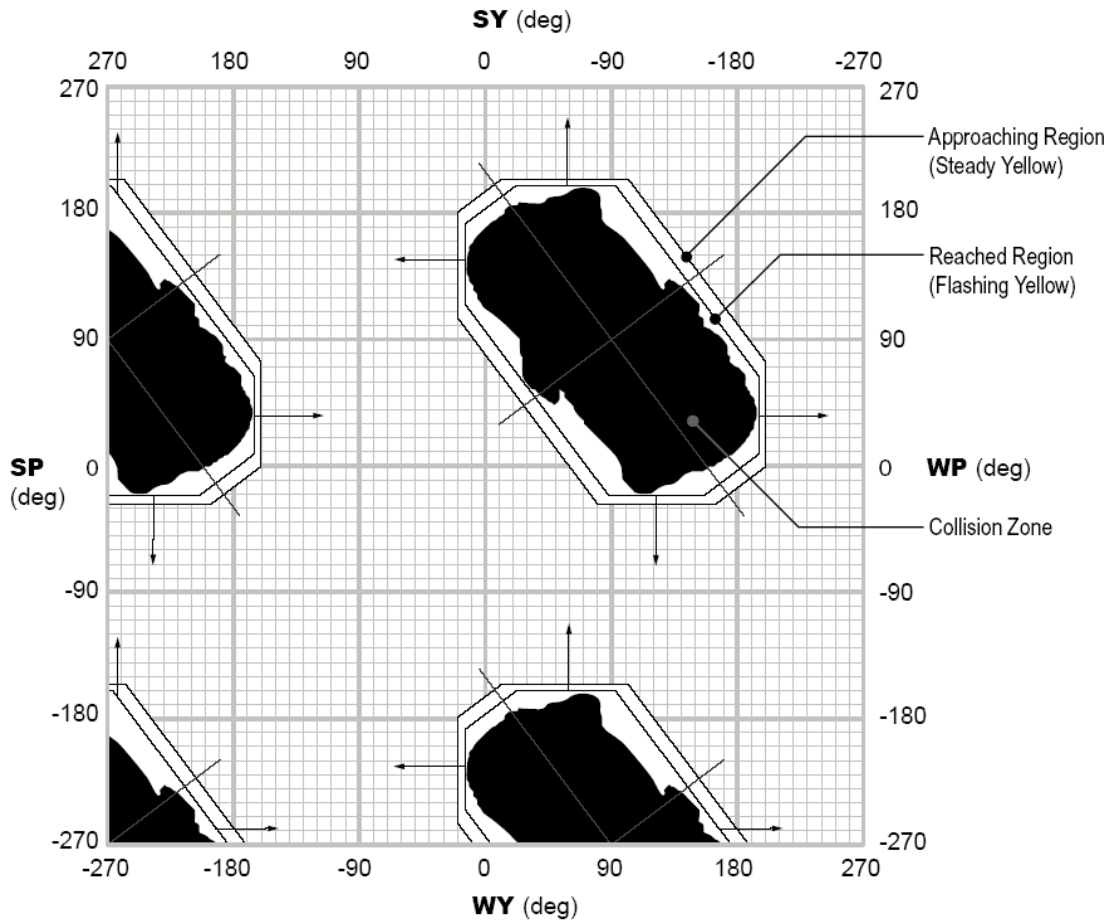 SY (deg)
270 180 90 0 -90 -180 -270
270 270
Approaching Region
(Steady Yellow)
180 180
Reached Region
(Flashing Yellow)
90 90
SP 0 0 WP (deg)
(deg)
Collision Zone
-90 -90
-180 -180
-270 -270
-270 -180 -90 0 90 180 270
WY (deg)